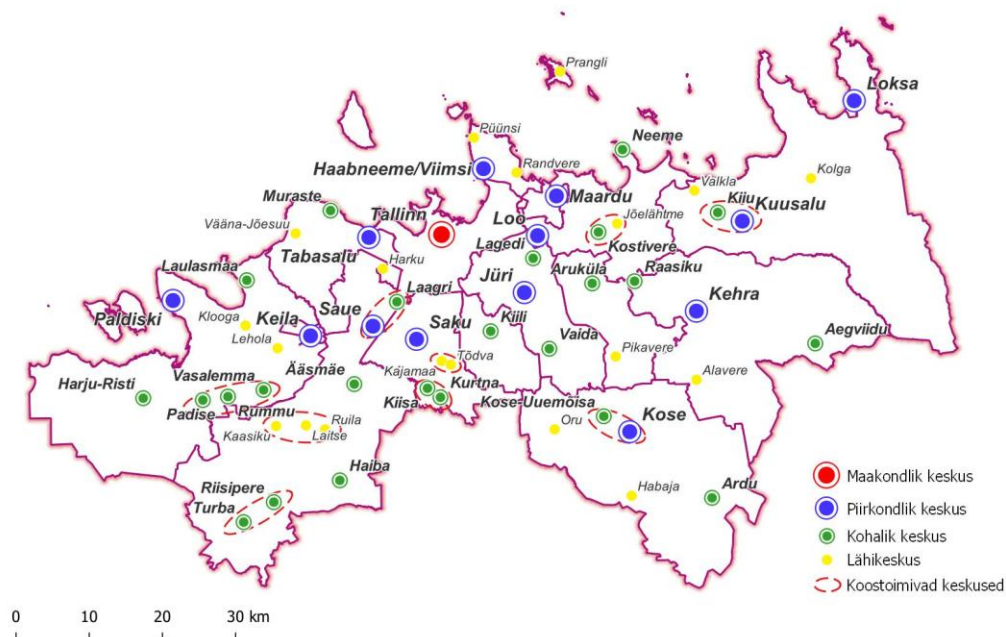 Prangli
Loksa
Püünsi
Neeme
Randvere
Kolga
Haabneeme/Viimsi
Valkla
Muraste
Maardu
Kiiu
Kuusalu
Tallinn
Loo
Jõelähtme
Vääna-Jõesuu
Lagedi
Kostivere
Tabasalu
Harku
Laulasmaa
Jüri
Aruküla
Raasiku
Laagri
Kehra
Paldiski
Klooga
Keila
Saue
Saku
Kiili
Vaida
Aegviidu
Lehola
Tõdva
Pikavere
Kajamaa
Alavere
Harju-Risti
Vasalemma
Ääsmäe
Kurtna
Padise
Rummu
Kiisa
Kose-Uuemõisa
Kose
Ruila
Kaasiku
Laitse
Oru
Haiba
Riisipere
Turba
Habaja
Ardu
Maakondlik keskus
Piirkondlik keskus
Kohalik keskus
Lähikeskus
Koostoimivad keskused
0 10 20 30 km